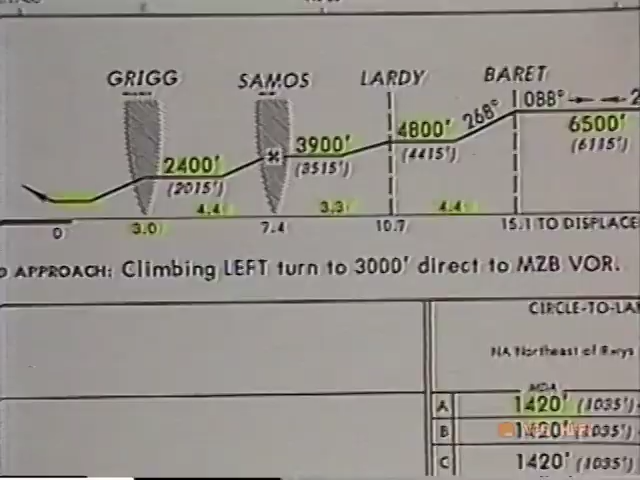 GRIGG SAMOS LARDY BARET
088°
268°
2400' 3900' 4800' 6500'
(2015') (3515') (4415') (6115')
4.4 3.3 4.4
0 3.0 7.4 10.7 15.1 TO DISPLACE
D APPROACH: Climbing LEFT turn to 3000' direct to MZB VOR.
CIRCLE-TO-LA
NA Northeast of Rwys
MDA
A 1420' (1035')
B 1420' (1035')
C 1420' (1035')